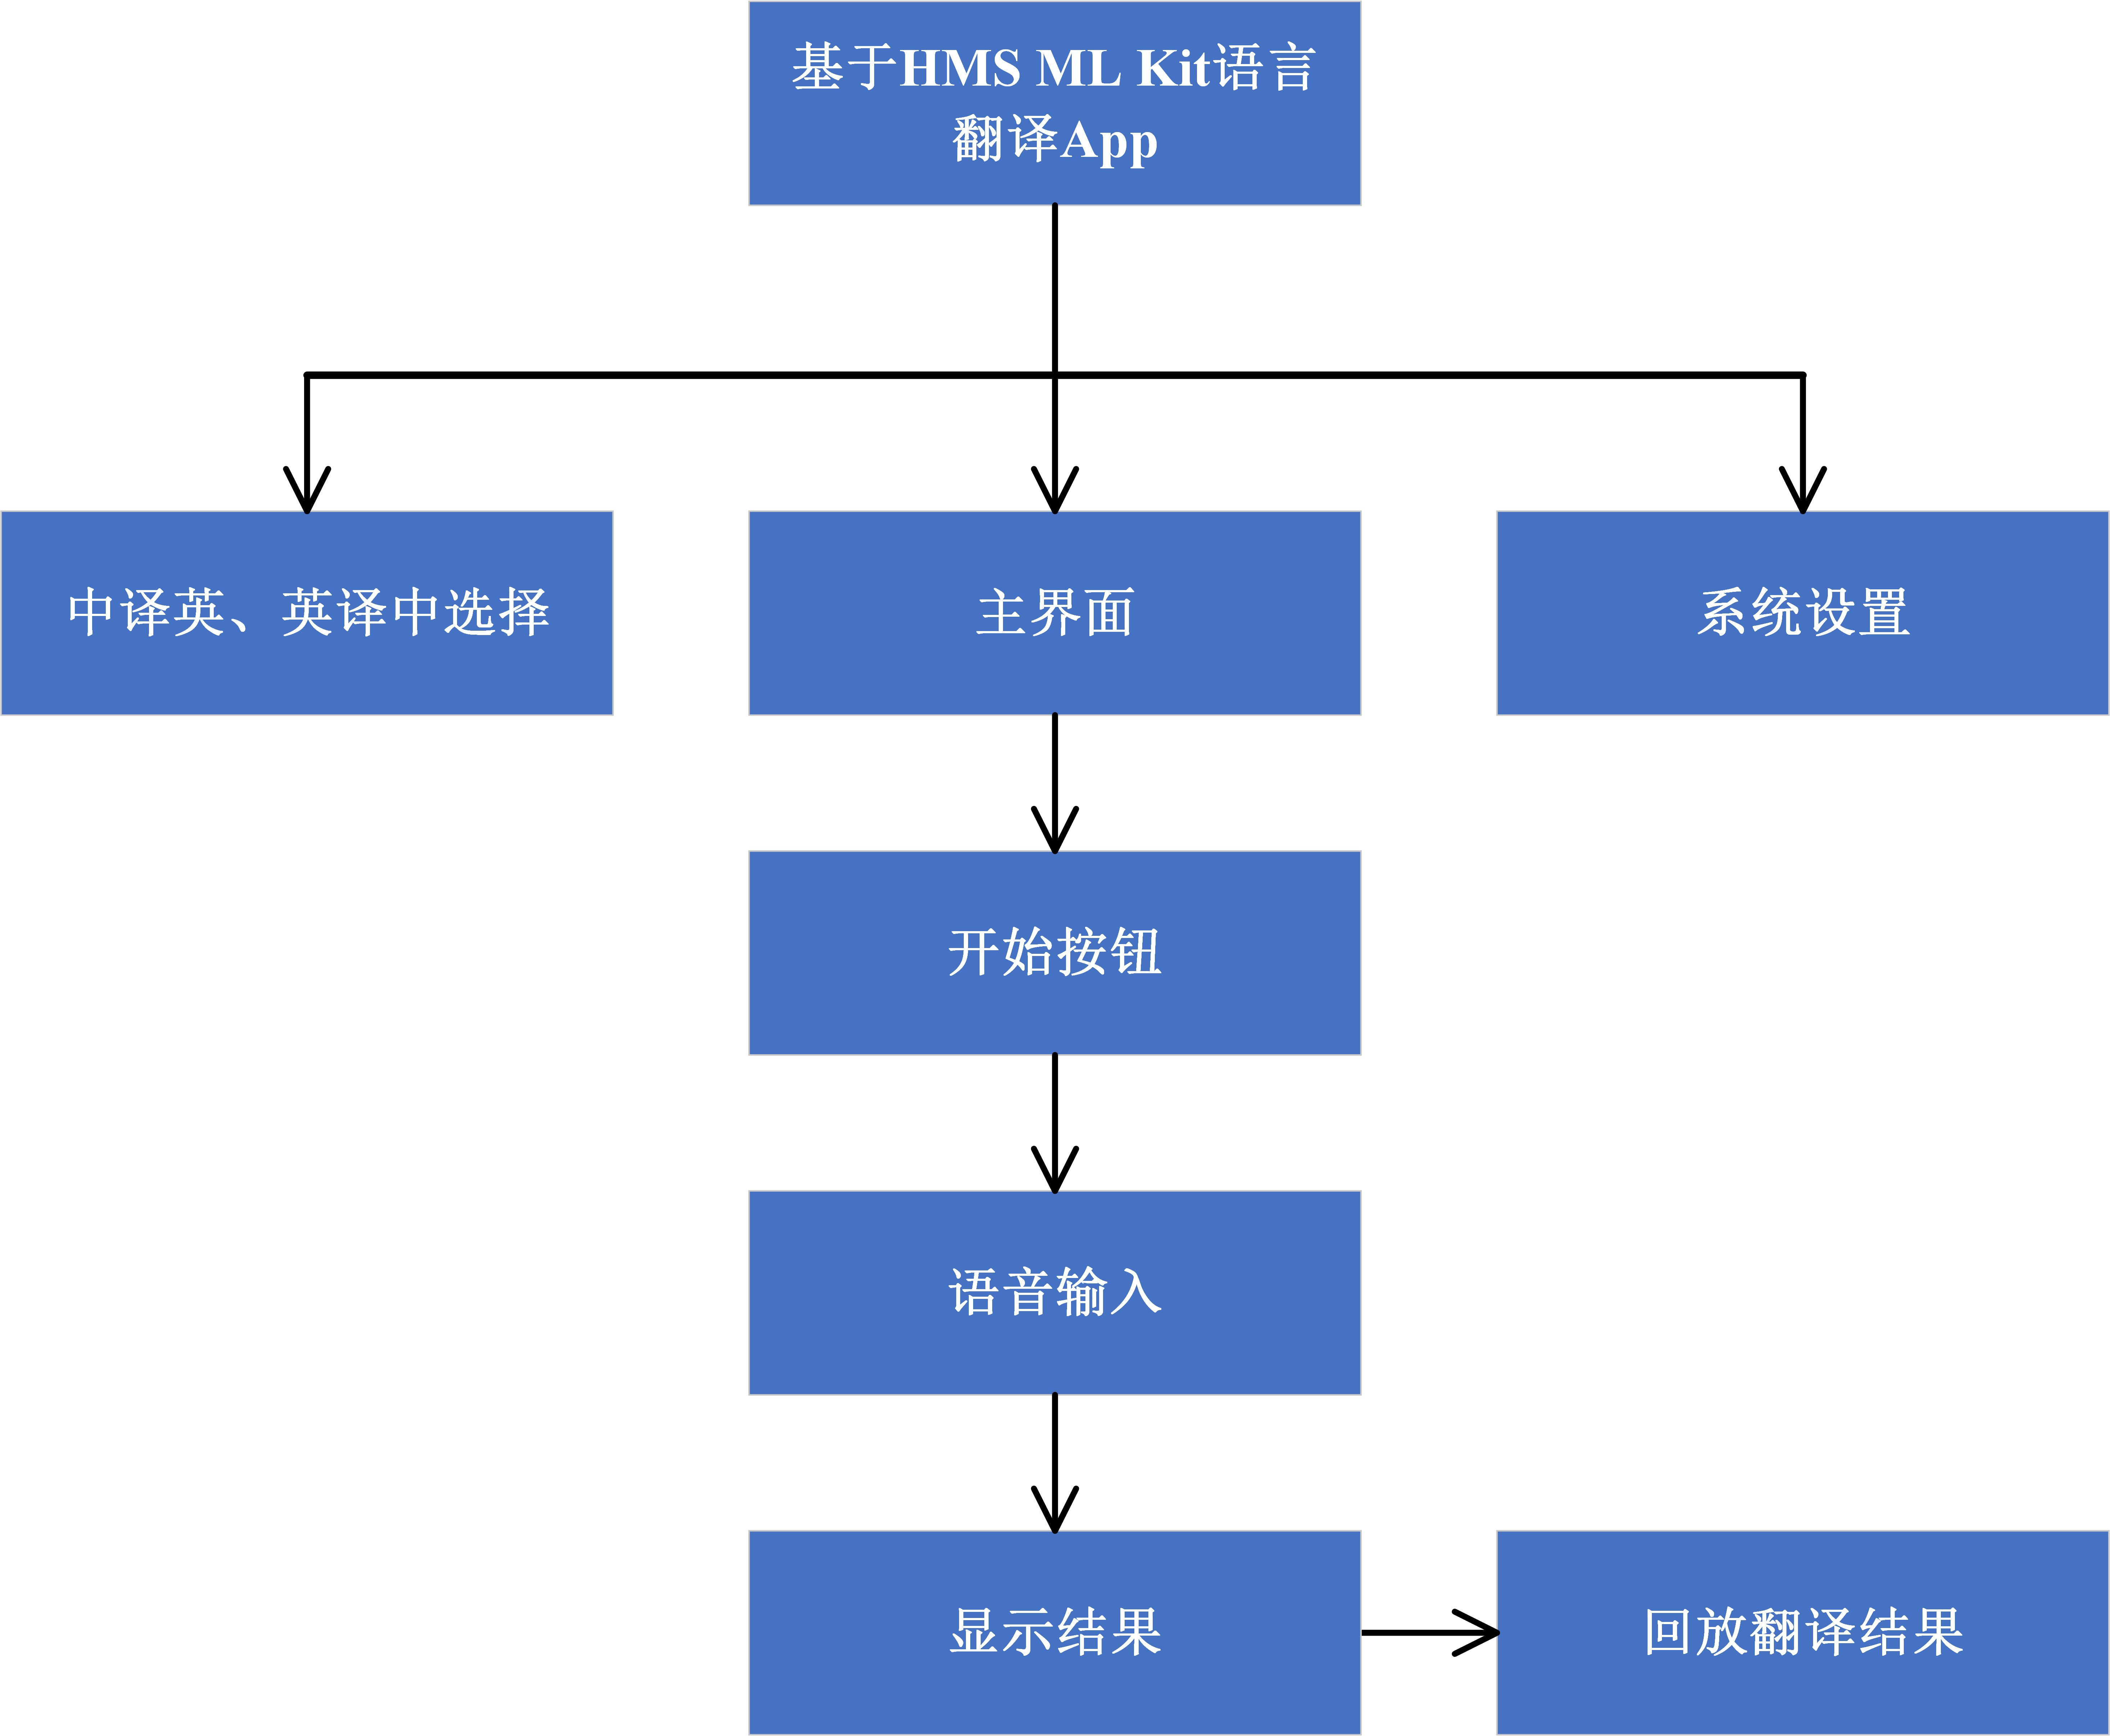 基于HMS ML Kit语言
翻译App
中译英、英译中选择
主界面
系统设置
开始按钮
语音输入
显示结果
回放翻译结果